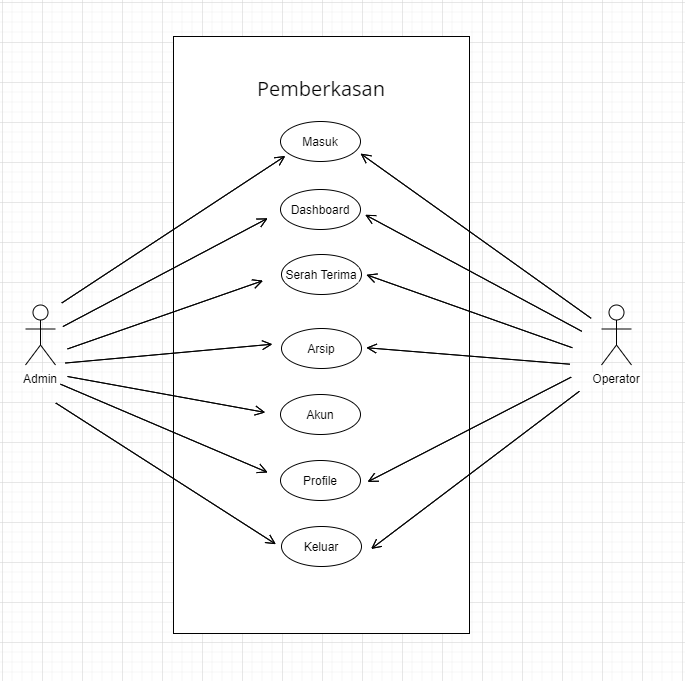 Pemberkasan
Masuk
Dashboard
Serah Terima
Arsip
Akun
Profile
Keluar
Admin
Operator